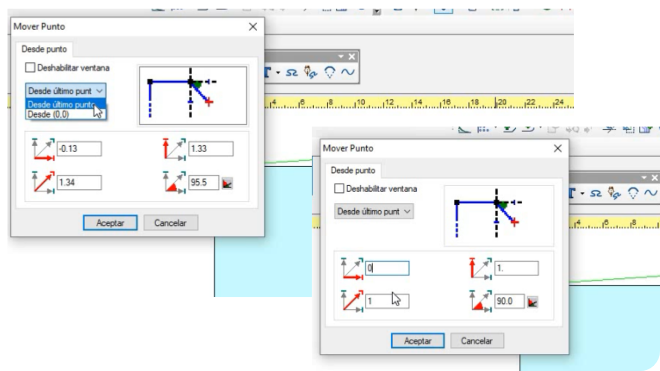 Mover Punto
Desde punto
Deshabilitar ventana
Desde último punt
Desde último punto
Desde (0,0)
-0.13
1.33
1.34
95.5
Aceptar
Cancelar
4 6 8 10 12 14 16 18 20 22 24
Mover Punto
Desde punto
Deshabilitar ventana
Desde último punt
0
1.
1
90.0
Aceptar
Cancelar
4 6 8